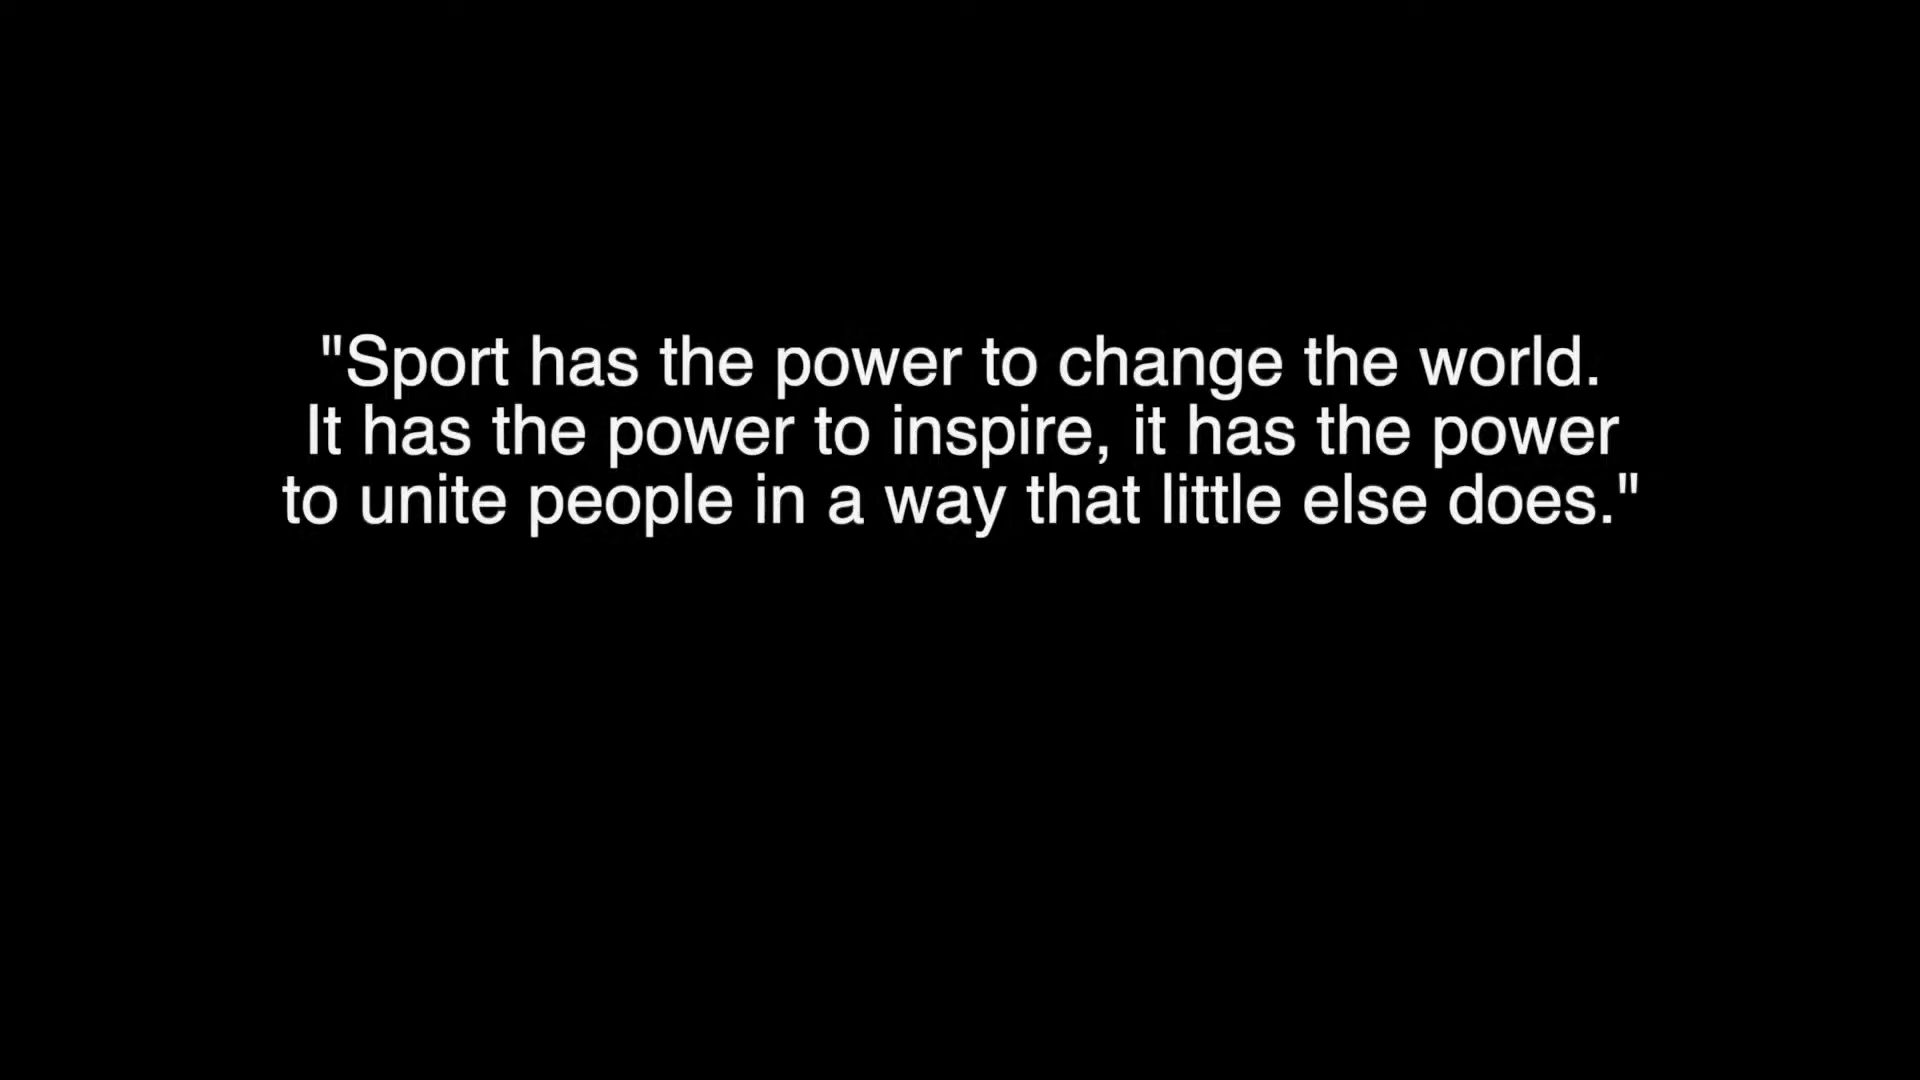 "Sport has the power to change the world.
It has the power to inspire, it has the power
to unite people in a way that little else does."